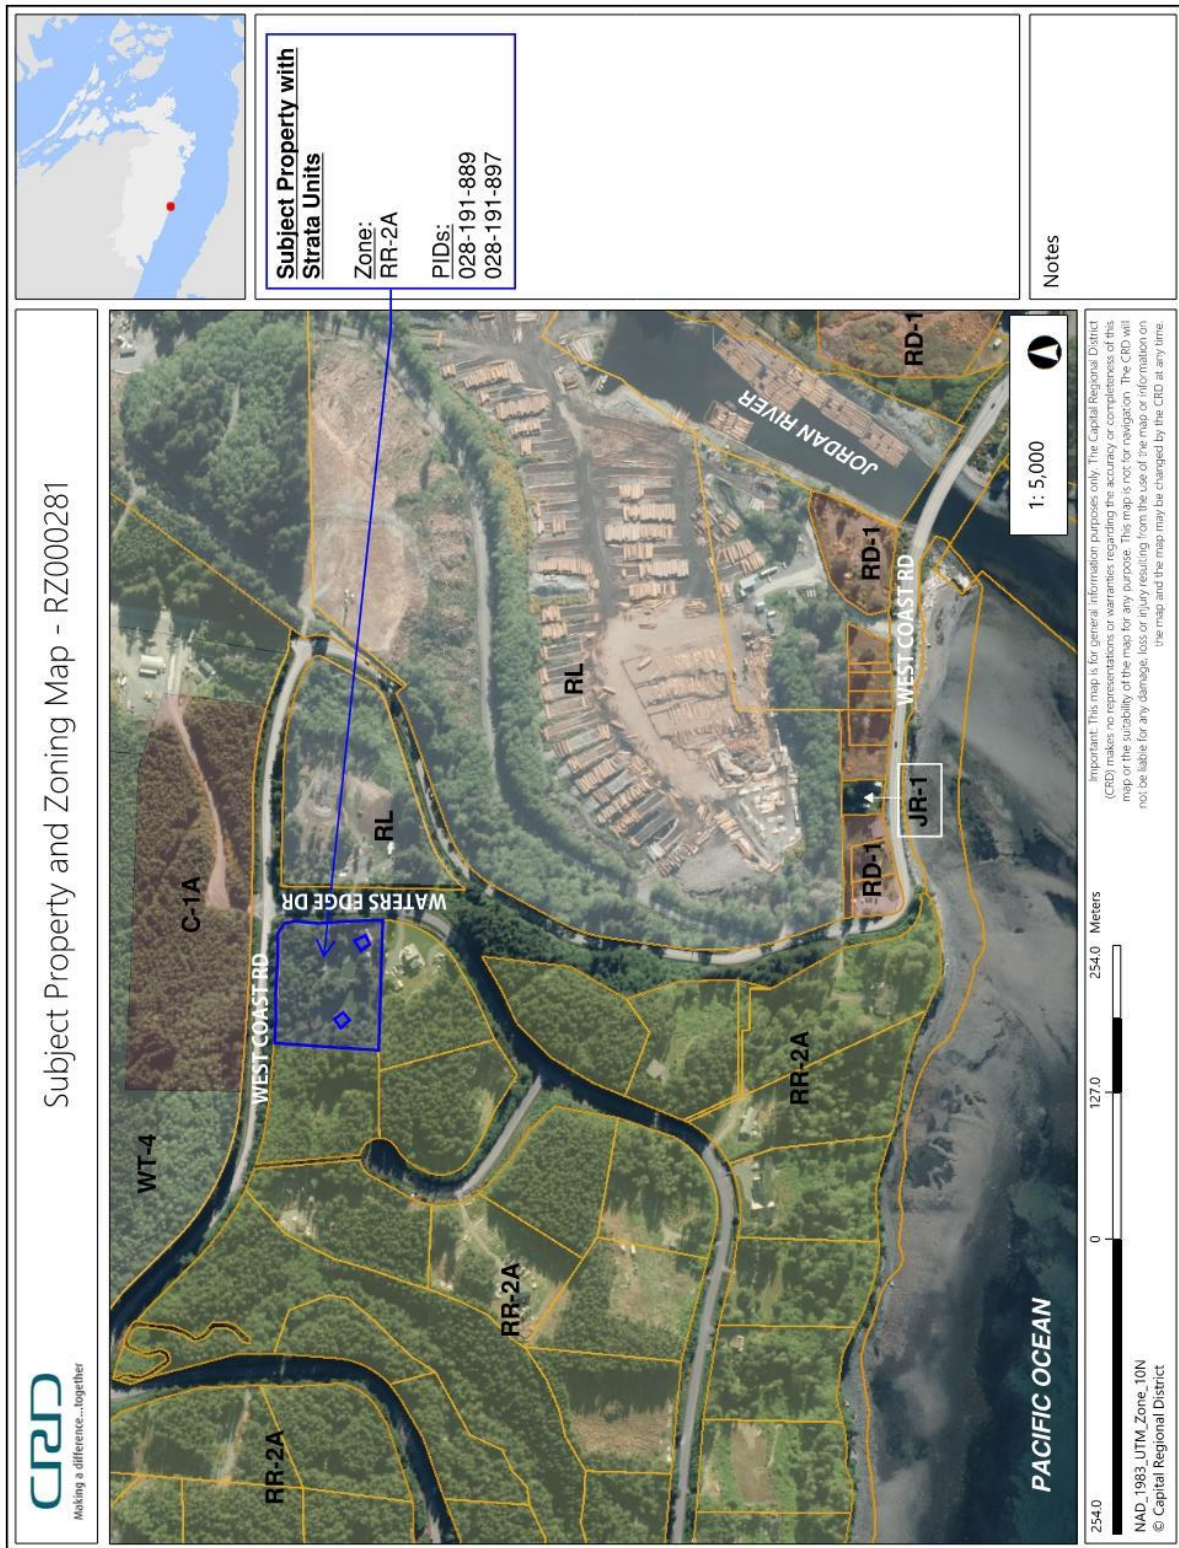 CRD
Making a difference...together
Subject Property and Zoning Map - RZ000281
Subject Property with
Strata Units
Zone:
RR-2A
PIDs:
028-191-889
028-191-897
Notes
WT-4
C-1A
WEST COAST RD
WATERS EDGE DR
RL
RR-2A
RR-2A
RL
RR-2A
JORDAN RIVER
RD-1
RD-1
RD-1
JR-1
WEST COAST RD
PACIFIC OCEAN
1: 5,000
254.0
0
127.0
254.0 Meters
NAD_1983_UTM_Zone_10N
© Capital Regional District
Important: This map is for general information purposes only. The Capital Regional District
(CRD) makes no representations or warranties regarding the accuracy or completeness of this
map or the suitability of the map for any purpose. This map is not for navigation. The CRD will
not be liable for any damage, loss or injury resulting from the use of the map or information on
the map and the map may be changed by the CRD at any time.